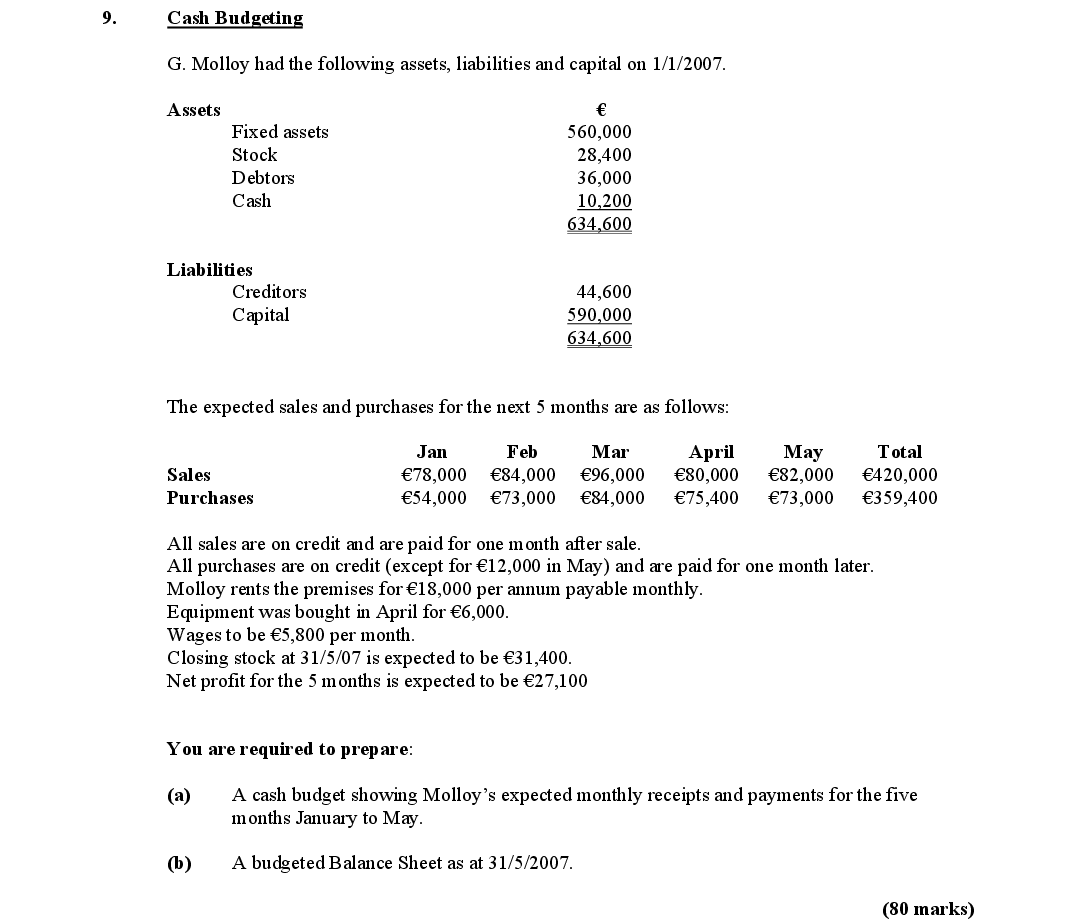 9. Cash Budgeting
G. Molloy had the following assets, liabilities and capital on 1/1/2007.
Assets €
Fixed assets 560,000
Stock 28,400
Debtors 36,000
Cash 10,200
634,600
Liabilities
Creditors 44,600
Capital 590,000
634,600
The expected sales and purchases for the next 5 months are as follows:
Jan Feb Mar April May Total
Sales €78,000 €84,000 €96,000 €80,000 €82,000 €420,000
Purchases €54,000 €73,000 €84,000 €75,400 €73,000 €359,400
All sales are on credit and are paid for one month after sale.
All purchases are on credit (except for €12,000 in May) and are paid for one month later.
Molloy rents the premises for €18,000 per annum payable monthly.
Equipment was bought in April for €6,000.
Wages to be €5,800 per month.
Closing stock at 31/5/07 is expected to be €31,400.
Net profit for the 5 months is expected to be €27,100
You are required to prepare:
(a) A cash budget showing Molloy’s expected monthly receipts and payments for the five
months January to May.
(b) A budgeted Balance Sheet as at 31/5/2007.
(80 marks)